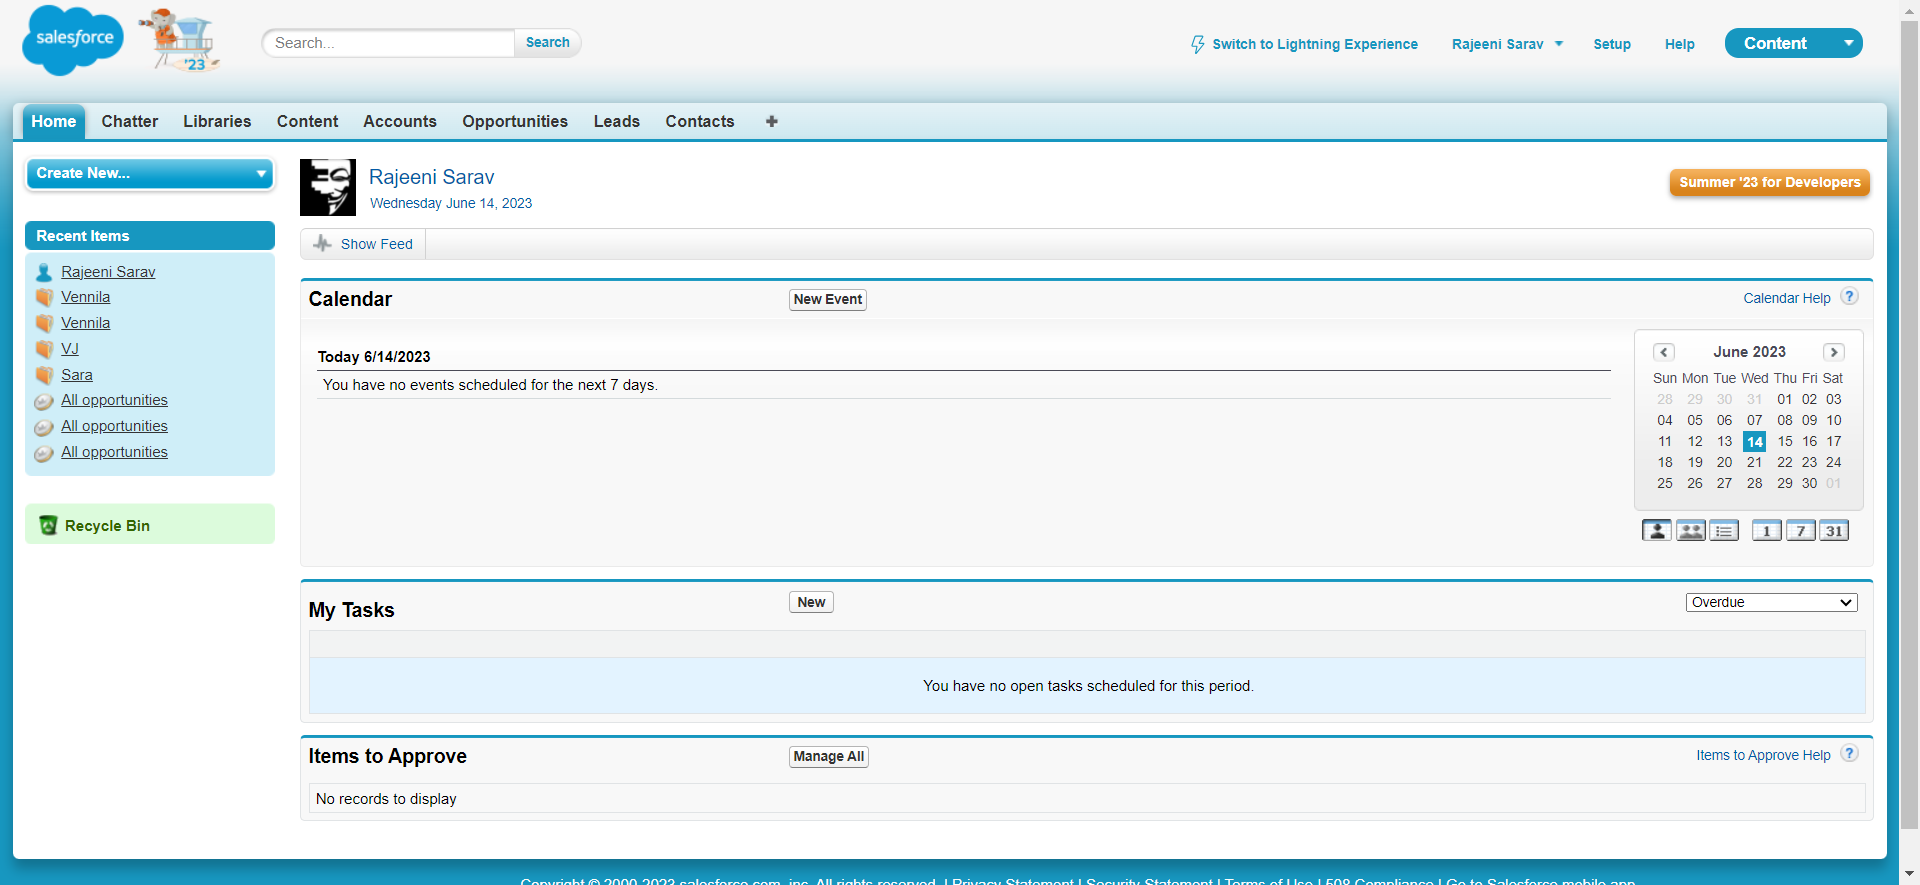 salesforce
'23
Search...
Search
Switch to Lightning Experience
Rajeeni Sarav
Setup
Help
Content
Home
Chatter
Libraries
Content
Accounts
Opportunities
Leads
Contacts
Create New...
Recent Items
Rajeeni Sarav
Vennila
Vennila
VJ
Sara
All opportunities
All opportunities
All opportunities
Recycle Bin
Rajeeni Sarav
Wednesday June 14, 2023
Summer '23 for Developers
Show Feed
Calendar
New Event
Calendar Help ?
Today 6/14/2023
You have no events scheduled for the next 7 days.
June 2023
Sun Mon Tue Wed Thu Fri Sat
28 29 30 31 01 02 03
04 05 06 07 08 09 10
11 12 13 14 15 16 17
18 19 20 21 22 23 24
25 26 27 28 29 30 01
1 7 31
My Tasks
New
Overdue
You have no open tasks scheduled for this period.
Items to Approve
Manage All
Items to Approve Help ?
No records to display
Copyright © 2000-2023 salesforce.com, inc. All rights reserved. | Privacy Statement | Security Statement | Terms of Use | 508 Compliance | Go to Salesforce mobile app